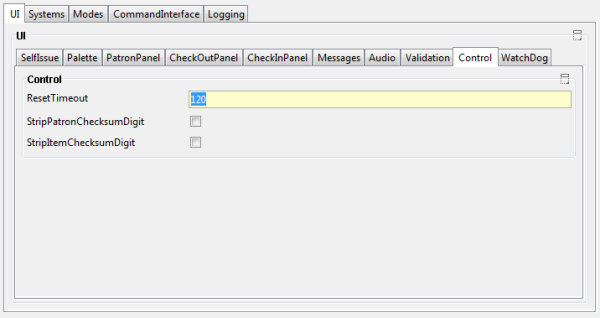 UI Systems Modes CommandInterface Logging
UI
SelfIssue Palette PatronPanel CheckOutPanel CheckInPanel Messages Audio Validation Control WatchDog
Control
ResetTimeout 120
StripPatronChecksumDigit
StripItemChecksumDigit